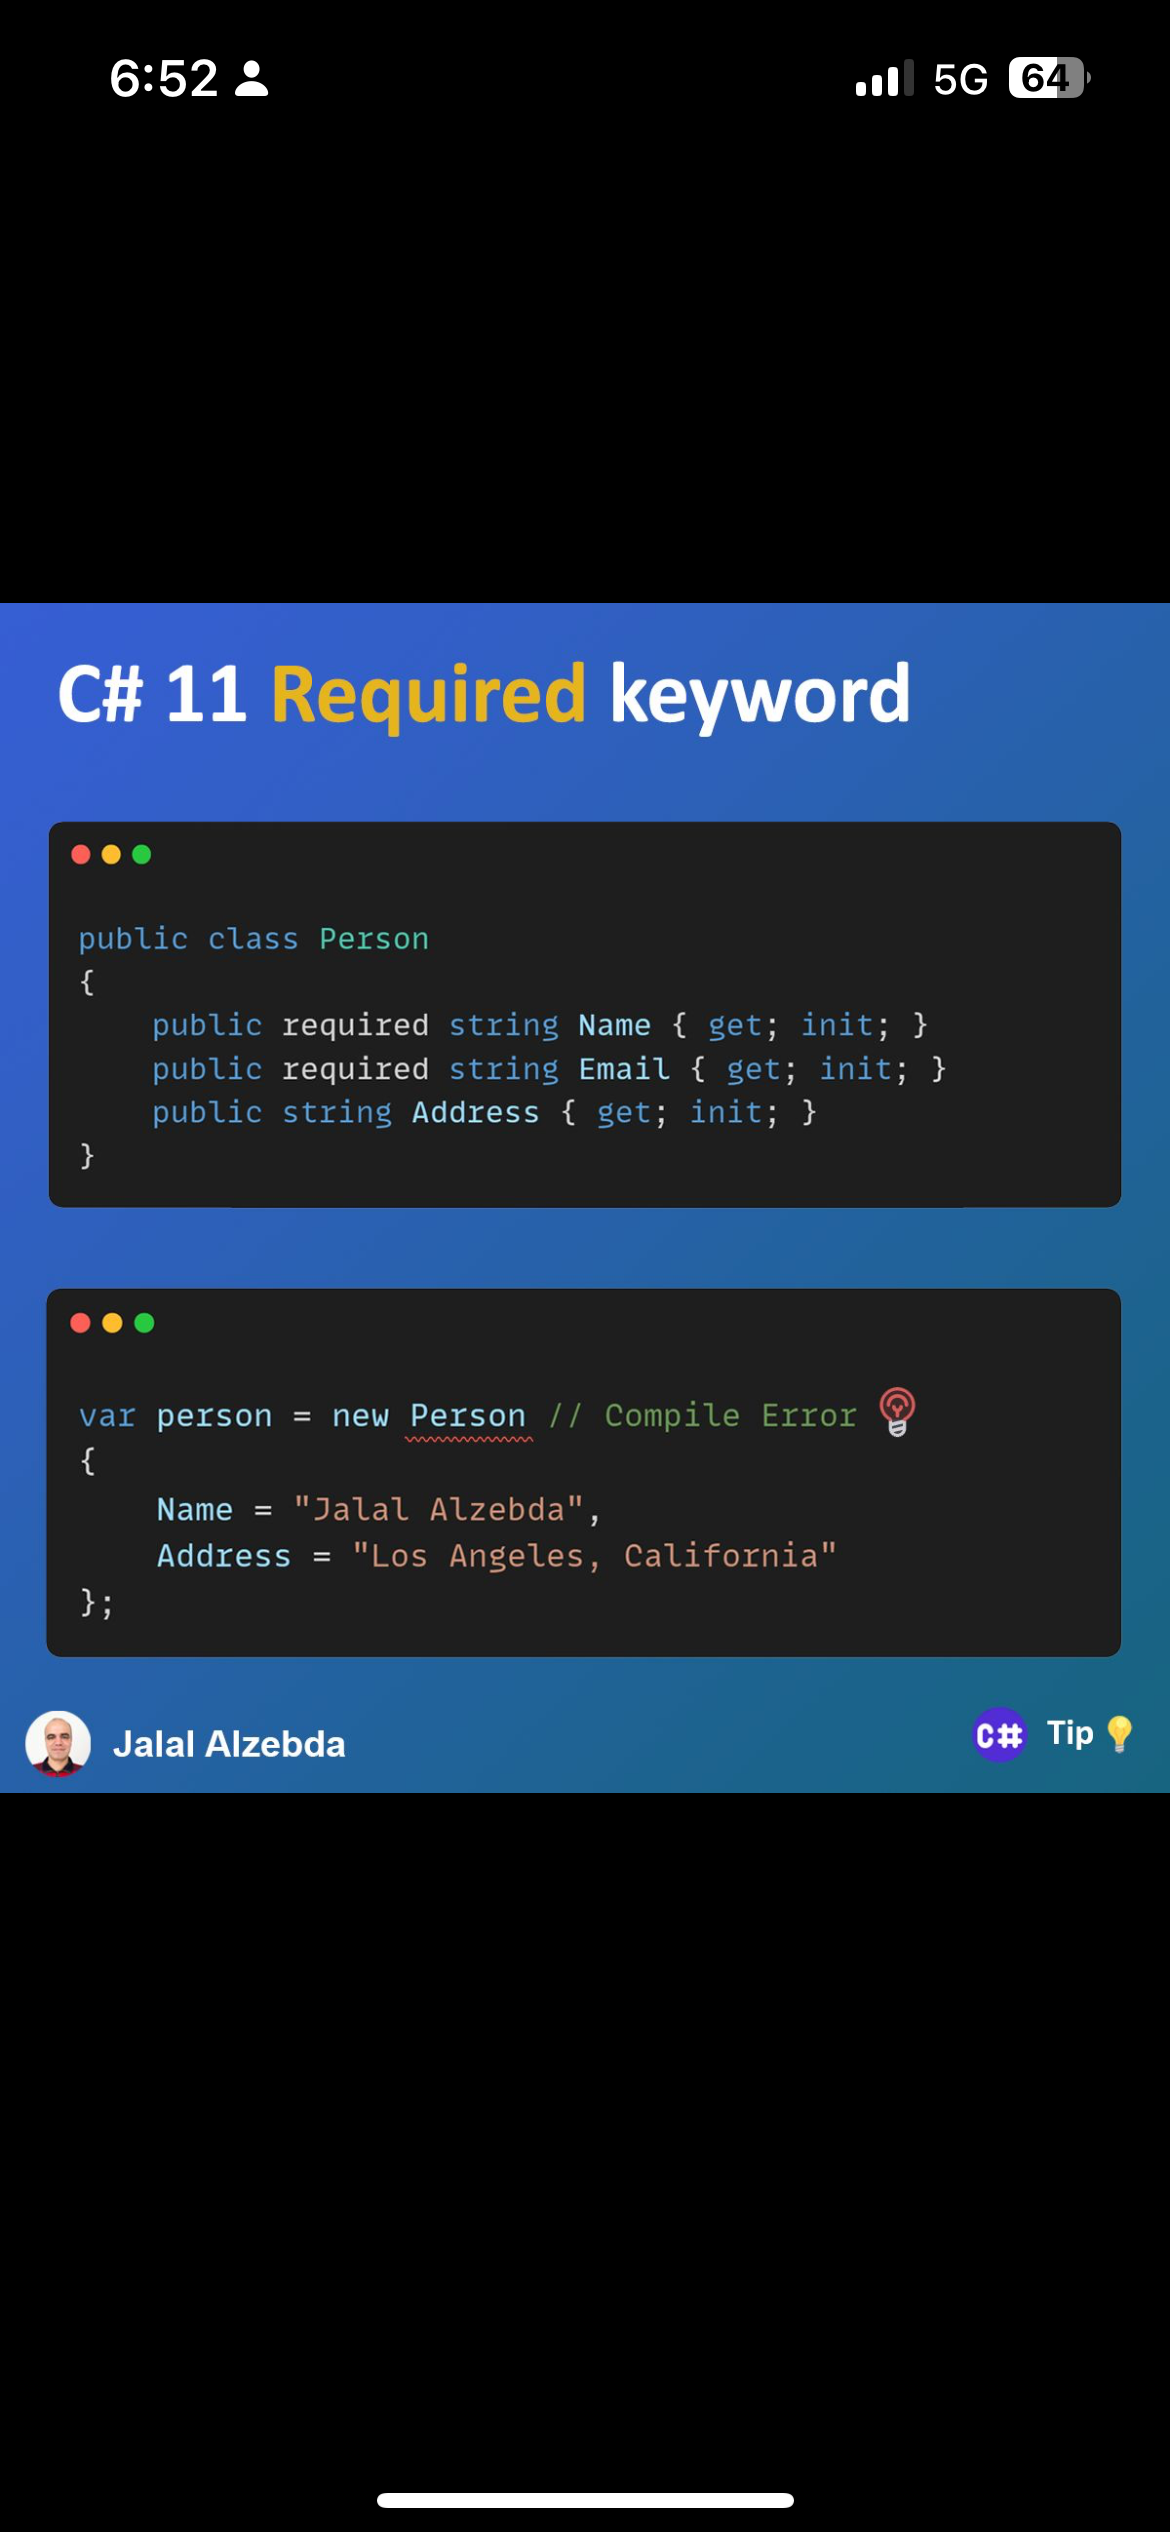 6:52 5G 64
C# 11 Required keyword
public class Person
{
    public required string Name { get; init; }
    public required string Email { get; init; }
    public string Address { get; init; }
}
var person = new Person // Compile Error
{
    Name = "Jalal Alzebda",
    Address = "Los Angeles, California"
};
Jalal Alzebda C# Tip